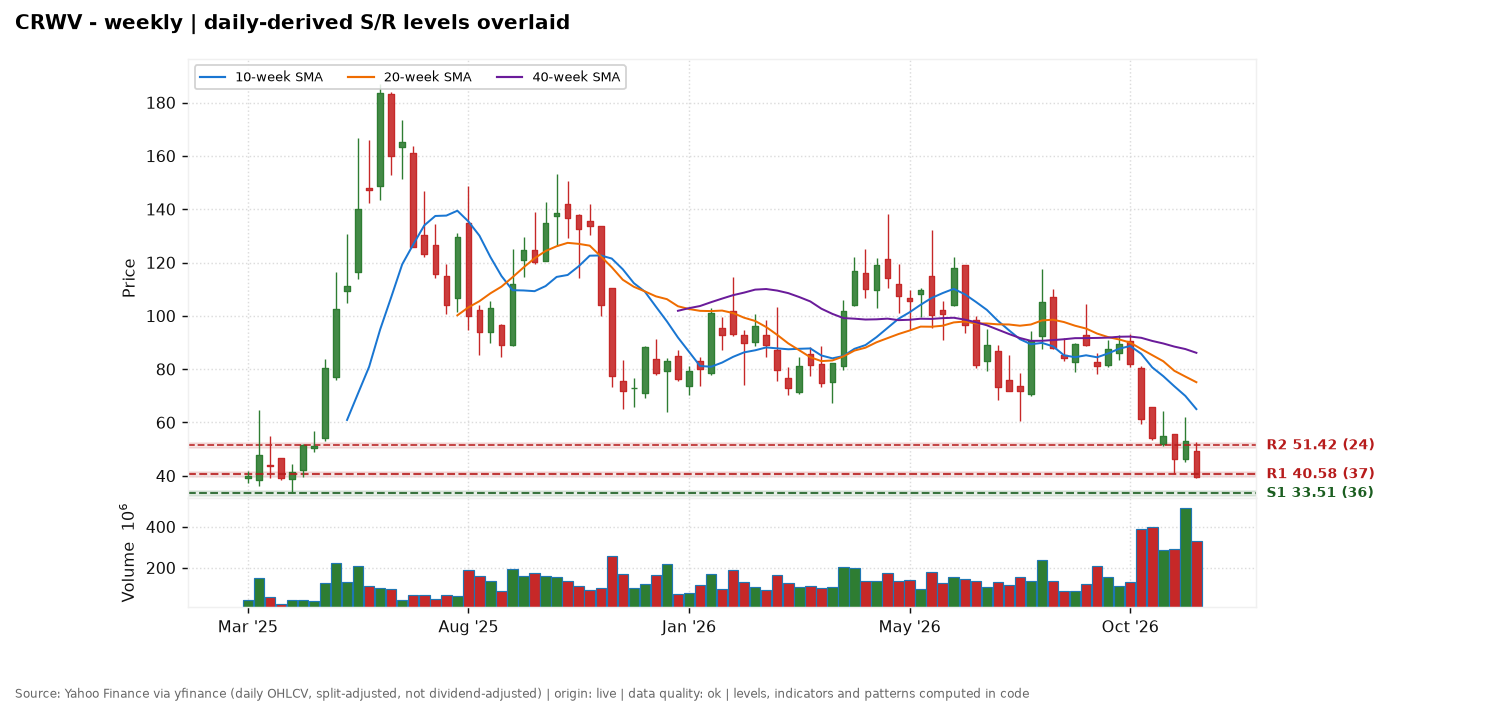 CRWV - weekly | daily-derived S/R levels overlaid
10-week SMA 20-week SMA 40-week SMA
Price
180
160
140
120
100
80
60
40
R2 51.42 (24)
R1 40.58 (37)
S1 33.51 (36)
Volume 10^6
400
200
Mar '25 Aug '25 Jan '26 May '26 Oct '26
Source: Yahoo Finance via yfinance (daily OHLCV, split-adjusted, not dividend-adjusted) | origin: live | data quality: ok | levels, indicators and patterns computed in code